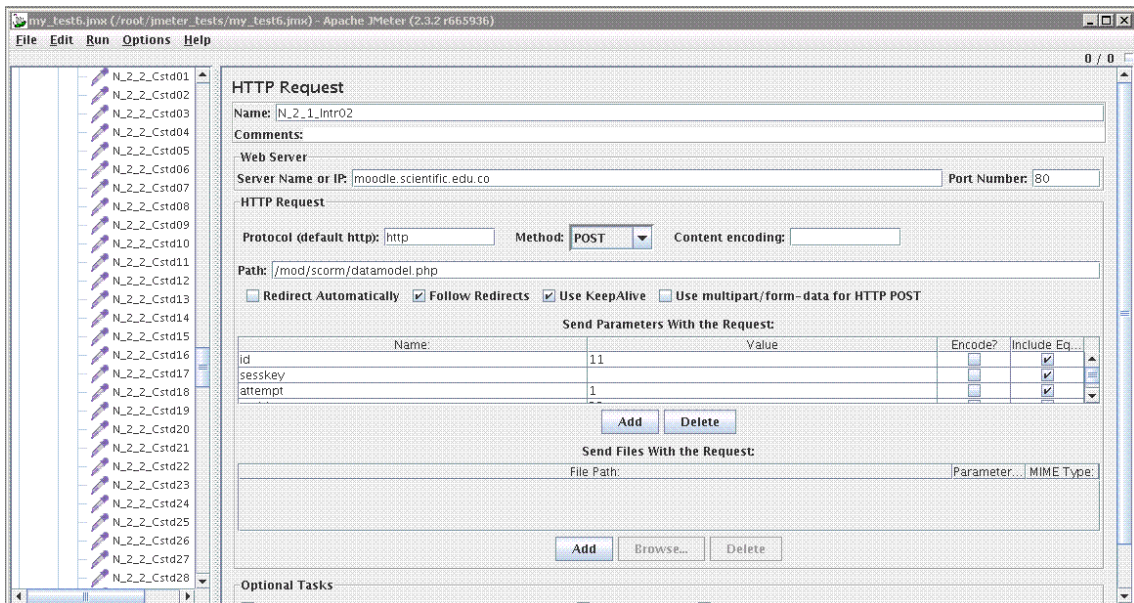 my_test6.jmx (/root/jmeter_tests/my_test6.jmx) - Apache JMeter (2.3.2 r665936)
File Edit Run Options Help
0 / 0
N_2_2_Cstd01
N_2_2_Cstd02
N_2_2_Cstd03
N_2_2_Cstd04
N_2_2_Cstd05
N_2_2_Cstd06
N_2_2_Cstd07
N_2_2_Cstd08
N_2_2_Cstd09
N_2_2_Cstd10
N_2_2_Cstd11
N_2_2_Cstd12
N_2_2_Cstd13
N_2_2_Cstd14
N_2_2_Cstd15
N_2_2_Cstd16
N_2_2_Cstd17
N_2_2_Cstd18
N_2_2_Cstd19
N_2_2_Cstd20
N_2_2_Cstd21
N_2_2_Cstd22
N_2_2_Cstd23
N_2_2_Cstd24
N_2_2_Cstd25
N_2_2_Cstd26
N_2_2_Cstd27
N_2_2_Cstd28
HTTP Request
Name: N_2_1_Intr02
Comments:
Web Server
Server Name or IP: moodle.scientific.edu.co Port Number: 80
HTTP Request
Protocol (default http): http Method: POST Content encoding:
Path: /mod/scorm/datamodel.php
Redirect Automatically Follow Redirects Use KeepAlive Use multipart/form-data for HTTP POST
Send Parameters With the Request:
Name: Value Encode? Include Eq...
id 11
sesskey
attempt 1
Add Delete
Send Files With the Request:
File Path: Parameter... MIME Type:
Add Browse... Delete
Optional Tasks